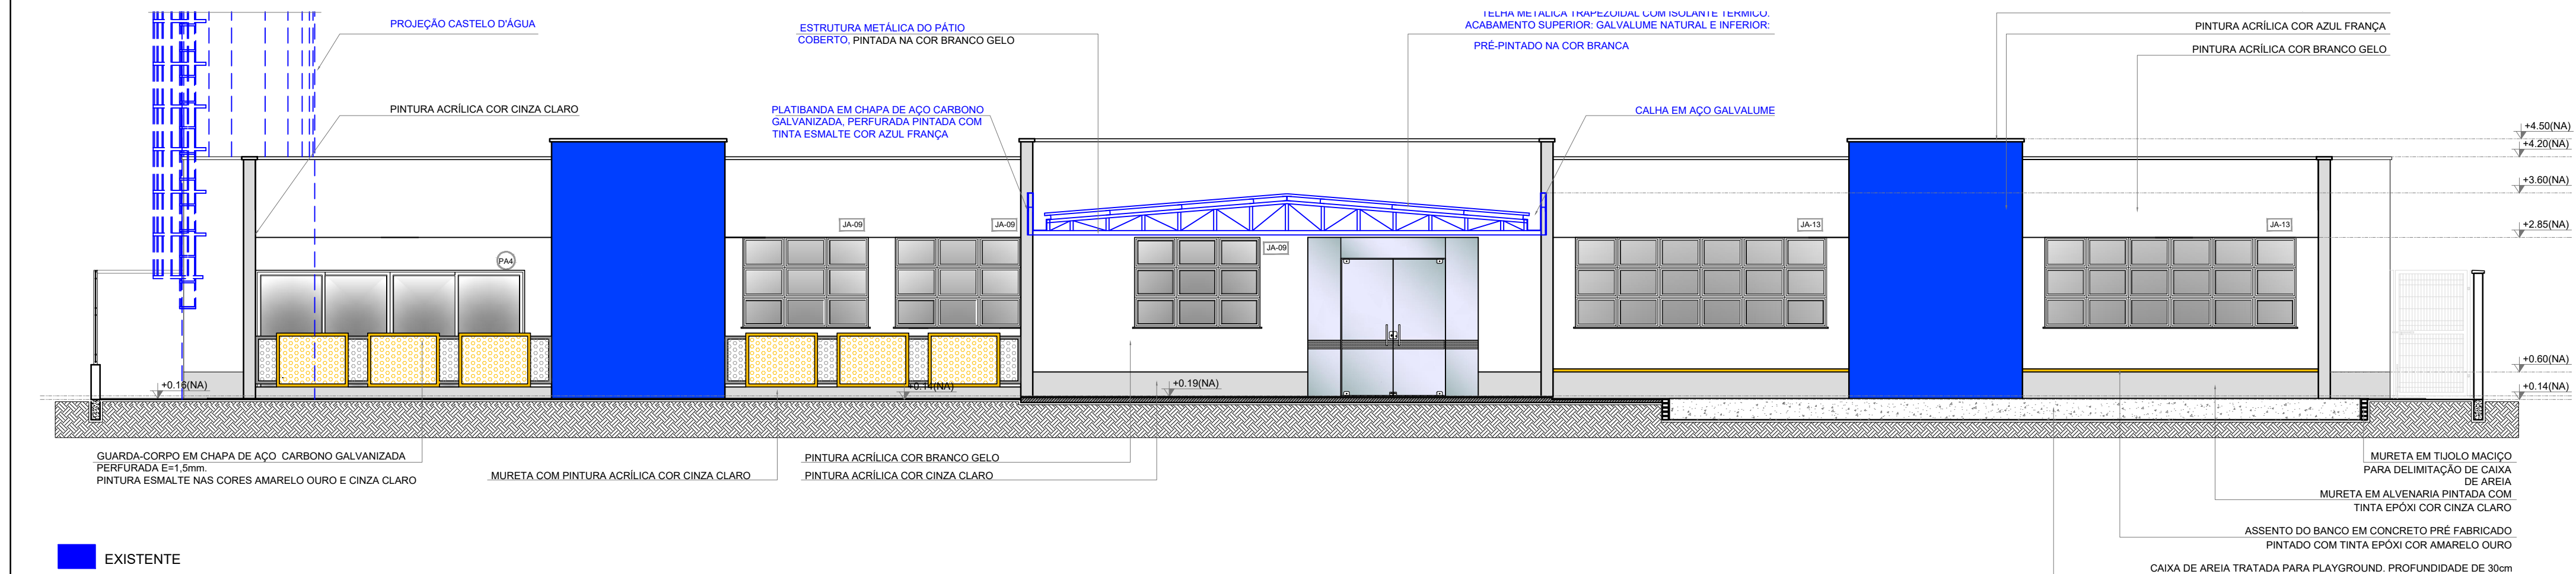 PROJEÇÃO CASTELO D'ÁGUA
ESTRUTURA METÁLICA DO PÁTIO
COBERTO, PINTADA NA COR BRANCO GELO
TELHA METÁLICA TRAPEZOIDAL COM ISOLANTE TÉRMICO.
ACABAMENTO SUPERIOR: GALVALUME NATURAL E INFERIOR:
PRÉ-PINTADO NA COR BRANCA
PINTURA ACRÍLICA COR AZUL FRANÇA
PINTURA ACRÍLICA COR BRANCO GELO
PINTURA ACRÍLICA COR CINZA CLARO
PLATIBANDA EM CHAPA DE AÇO CARBONO
GALVANIZADA, PERFURADA PINTADA COM
TINTA ESMALTE COR AZUL FRANÇA
CALHA EM AÇO GALVALUME
+4.50(NA)
+4.20(NA)
+3.60(NA)
+2.85(NA)
+0.60(NA)
+0.14(NA)
PA4
JA-09
JA-09
JA-09
JA-13
JA-13
+0.16(NA)
+0.14(NA)
+0.19(NA)
GUARDA-CORPO EM CHAPA DE AÇO CARBONO GALVANIZADA
PERFURADA E=1,5mm.
PINTURA ESMALTE NAS CORES AMARELO OURO E CINZA CLARO
MURETA COM PINTURA ACRÍLICA COR CINZA CLARO
PINTURA ACRÍLICA COR BRANCO GELO
PINTURA ACRÍLICA COR CINZA CLARO
MURETA EM TIJOLO MACIÇO
PARA DELIMITAÇÃO DE CAIXA
DE AREIA
MURETA EM ALVENARIA PINTADA COM
TINTA EPÓXI COR CINZA CLARO
ASSENTO DO BANCO EM CONCRETO PRÉ FABRICADO
PINTADO COM TINTA EPÓXI COR AMARELO OURO
CAIXA DE AREIA TRATADA PARA PLAYGROUND. PROFUNDIDADE DE 30cm
EXISTENTE